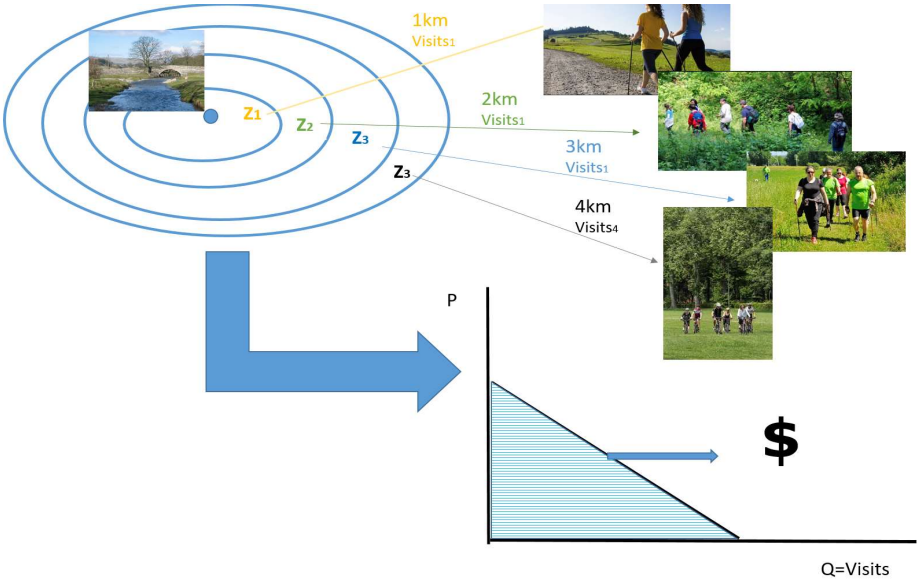 1km
Visits1
Z1
2km
Visits1
Z2
Z3
3km
Visits1
Z3
4km
Visits4
P
$
Q=Visits